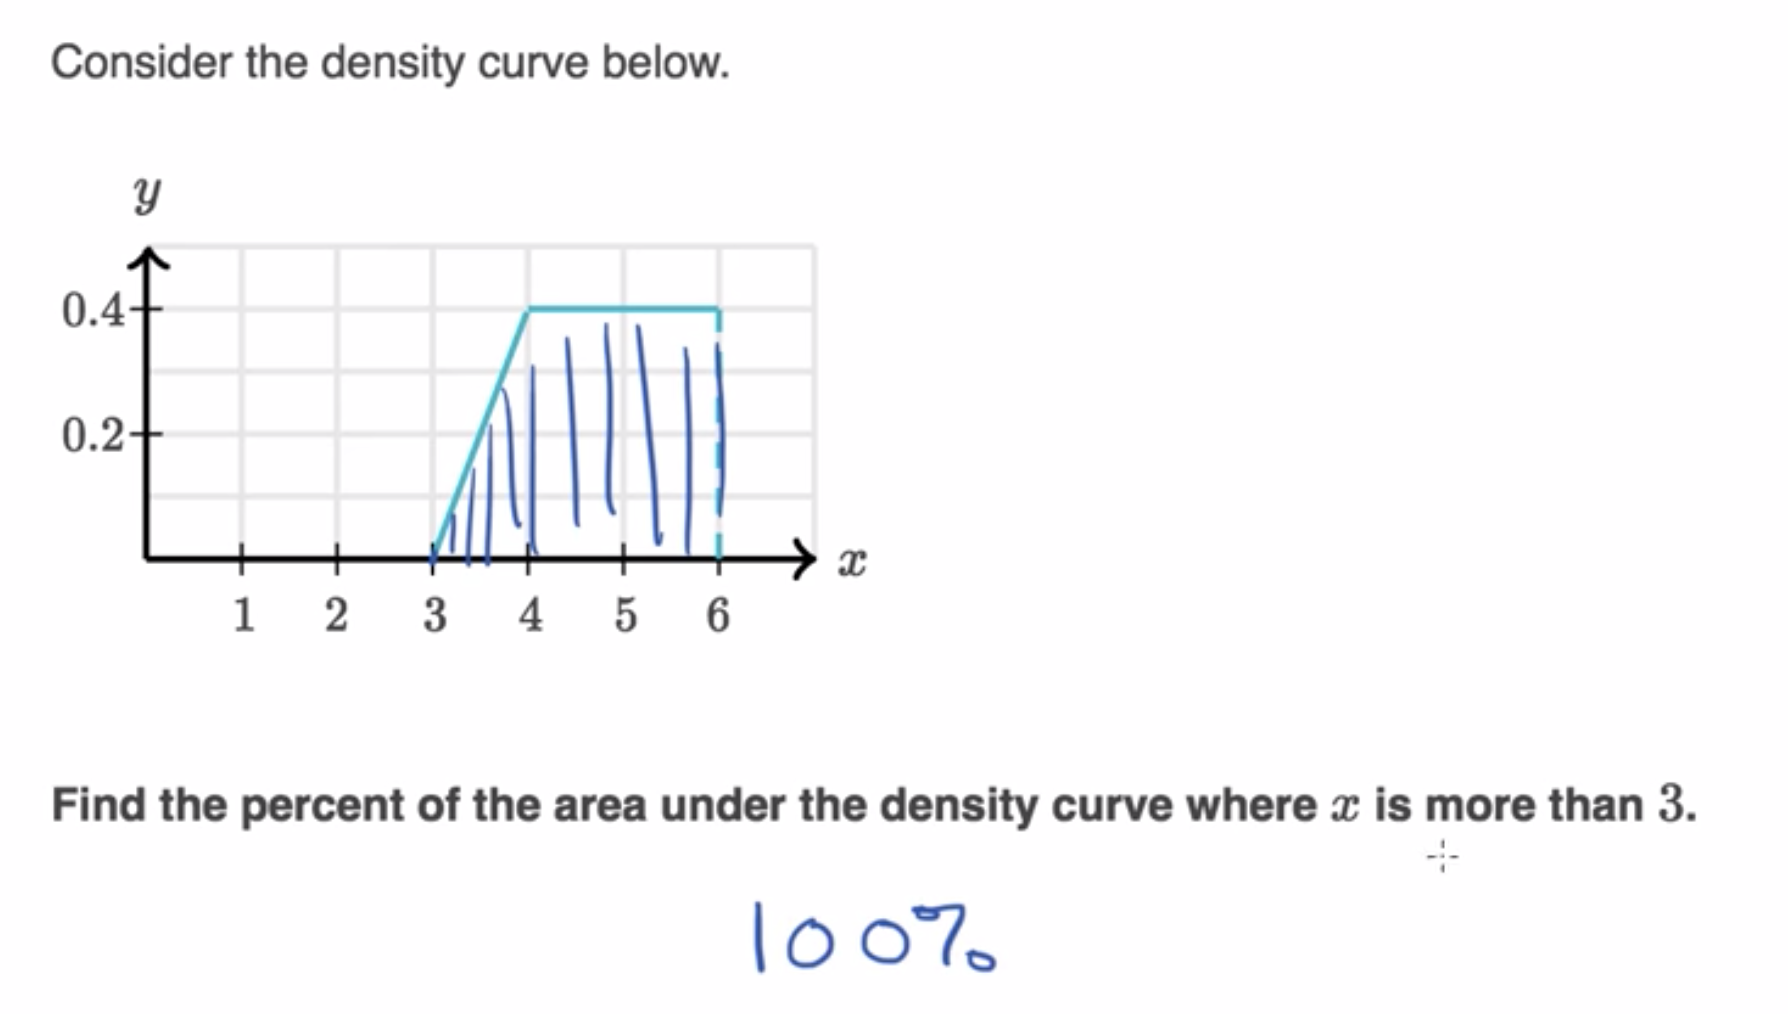 Consider the density curve below.
y
0.4
0.2
x
1 2 3 4 5 6
Find the percent of the area under the density curve where x is more than 3.
100%